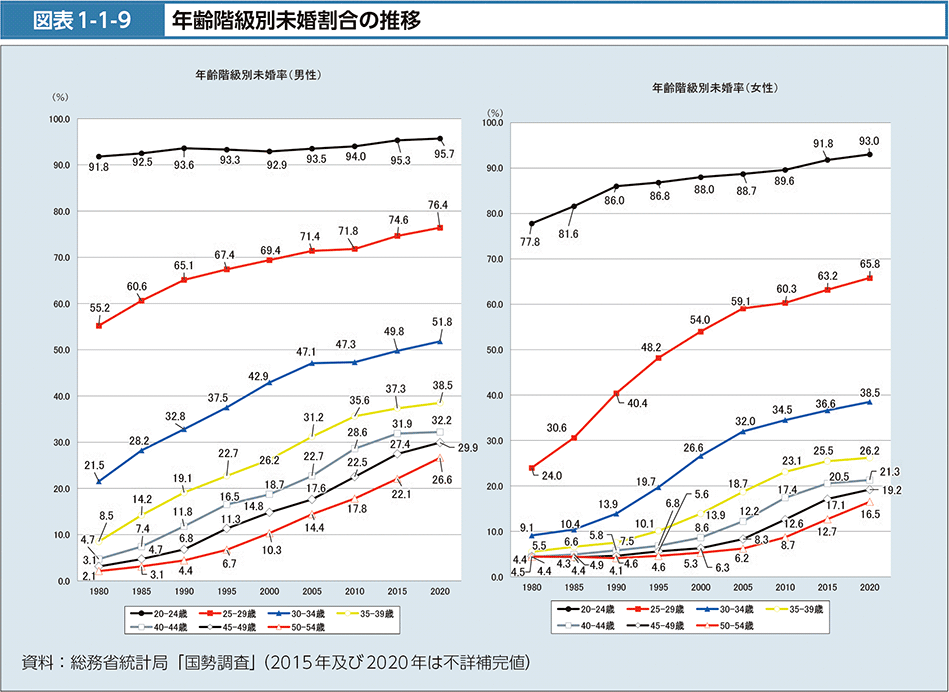 図表1-1-9 年齢階級別未婚割合の推移
年齢階級別未婚率(男性)
(%)
100.0
90.0
80.0
70.0
60.0
50.0
40.0
30.0
20.0
10.0
0.0
91.8 92.5 93.6 93.3 92.9 93.5 94.0 95.3 95.7
55.2 60.6 65.1 67.4 69.4 71.4 71.8 74.6 76.4
21.5 28.2 32.8 37.5 42.9 47.1 47.3 49.8 51.8
8.5 14.2 19.1 22.7 26.2 31.2 35.6 37.3 38.5
4.7 7.4 11.8 16.5 18.7 22.7 28.6 31.9 32.2
3.1 4.7 6.8 11.3 14.8 17.6 22.5 27.4 29.9
2.1 3.1 4.4 6.7 10.3 14.4 17.8 22.1 26.6
1980 1985 1990 1995 2000 2005 2010 2015 2020
20-24歳 25-29歳 30-34歳 35-39歳
40-44歳 45-49歳 50-54歳
年齢階級別未婚率(女性)
(%)
100.0
90.0
80.0
70.0
60.0
50.0
40.0
30.0
20.0
10.0
0.0
77.8 81.6 86.0 86.8 88.0 88.7 89.6 91.8 93.0
24.0 30.6 40.4 48.2 54.0 59.1 60.3 63.2 65.8
9.1 10.4 13.9 19.7 26.6 32.0 34.5 36.6 38.5
5.5 6.6 7.5 10.1 13.9 18.7 23.1 25.5 26.2
4.4 4.9 5.8 6.8 8.6 12.2 17.4 20.5 21.3
4.5 4.3 4.6 5.6 6.3 8.3 12.6 17.1 19.2
4.4 4.4 4.1 4.6 5.3 6.2 8.7 12.7 16.5
1980 1985 1990 1995 2000 2005 2010 2015 2020
20-24歳 25-29歳 30-34歳 35-39歳
40-44歳 45-49歳 50-54歳
資料：総務省統計局「国勢調査」(2015年及び2020年は不詳補完値)